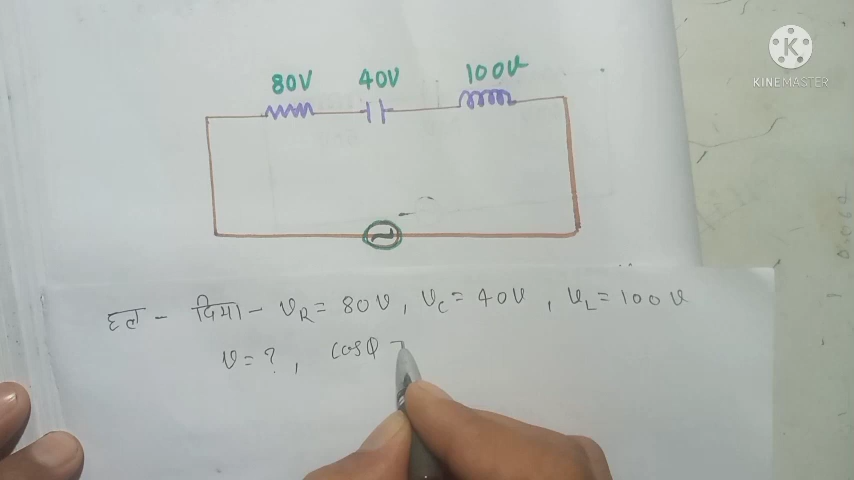 K
KINEMASTER
80V 40V 100V
हल - दिया - V_R = 80V, V_C = 40V, V_L = 100V
V = ?, cosϕ =